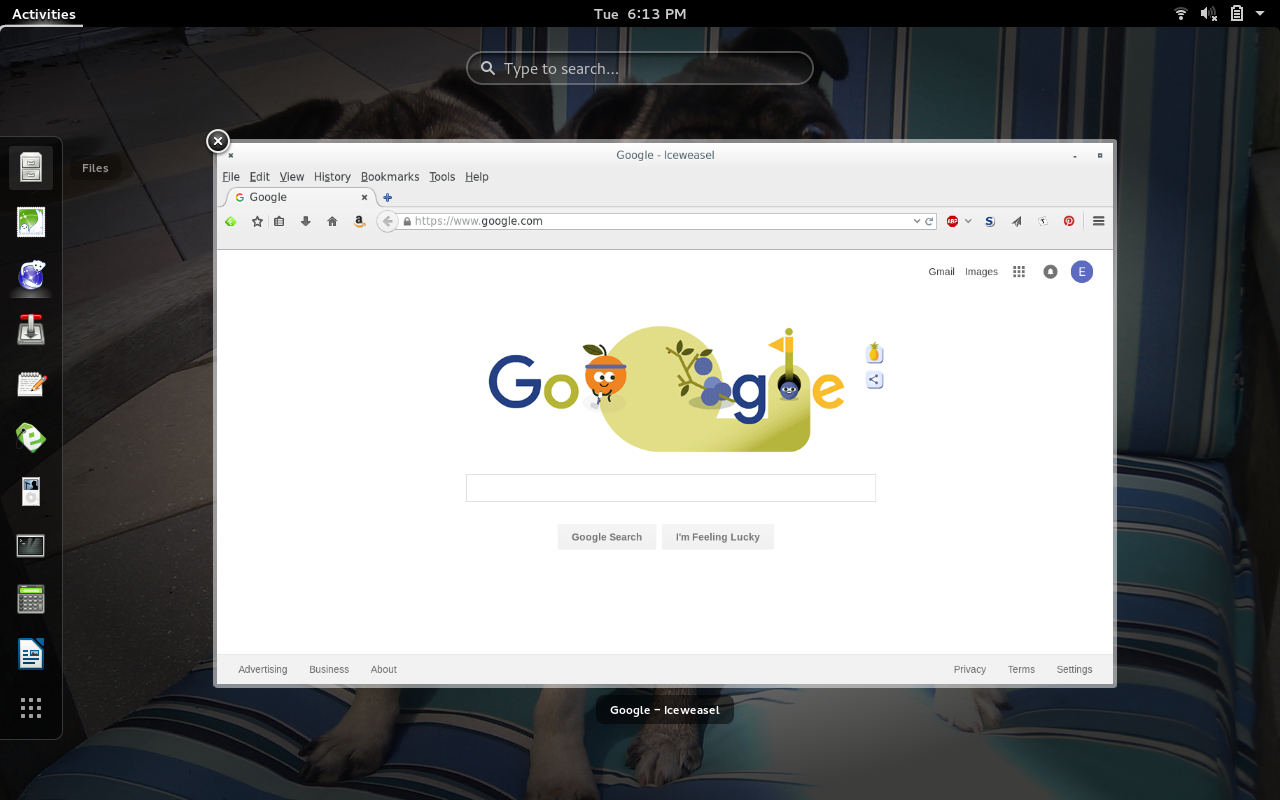 Activities
Tue 6:13 PM
Type to search...
Files
Google - Iceweasel
File Edit View History Bookmarks Tools Help
Google
https://www.google.com
ABP
Gmail Images E
Google
Google Search I'm Feeling Lucky
Advertising Business About Privacy Terms Settings
Google - Iceweasel